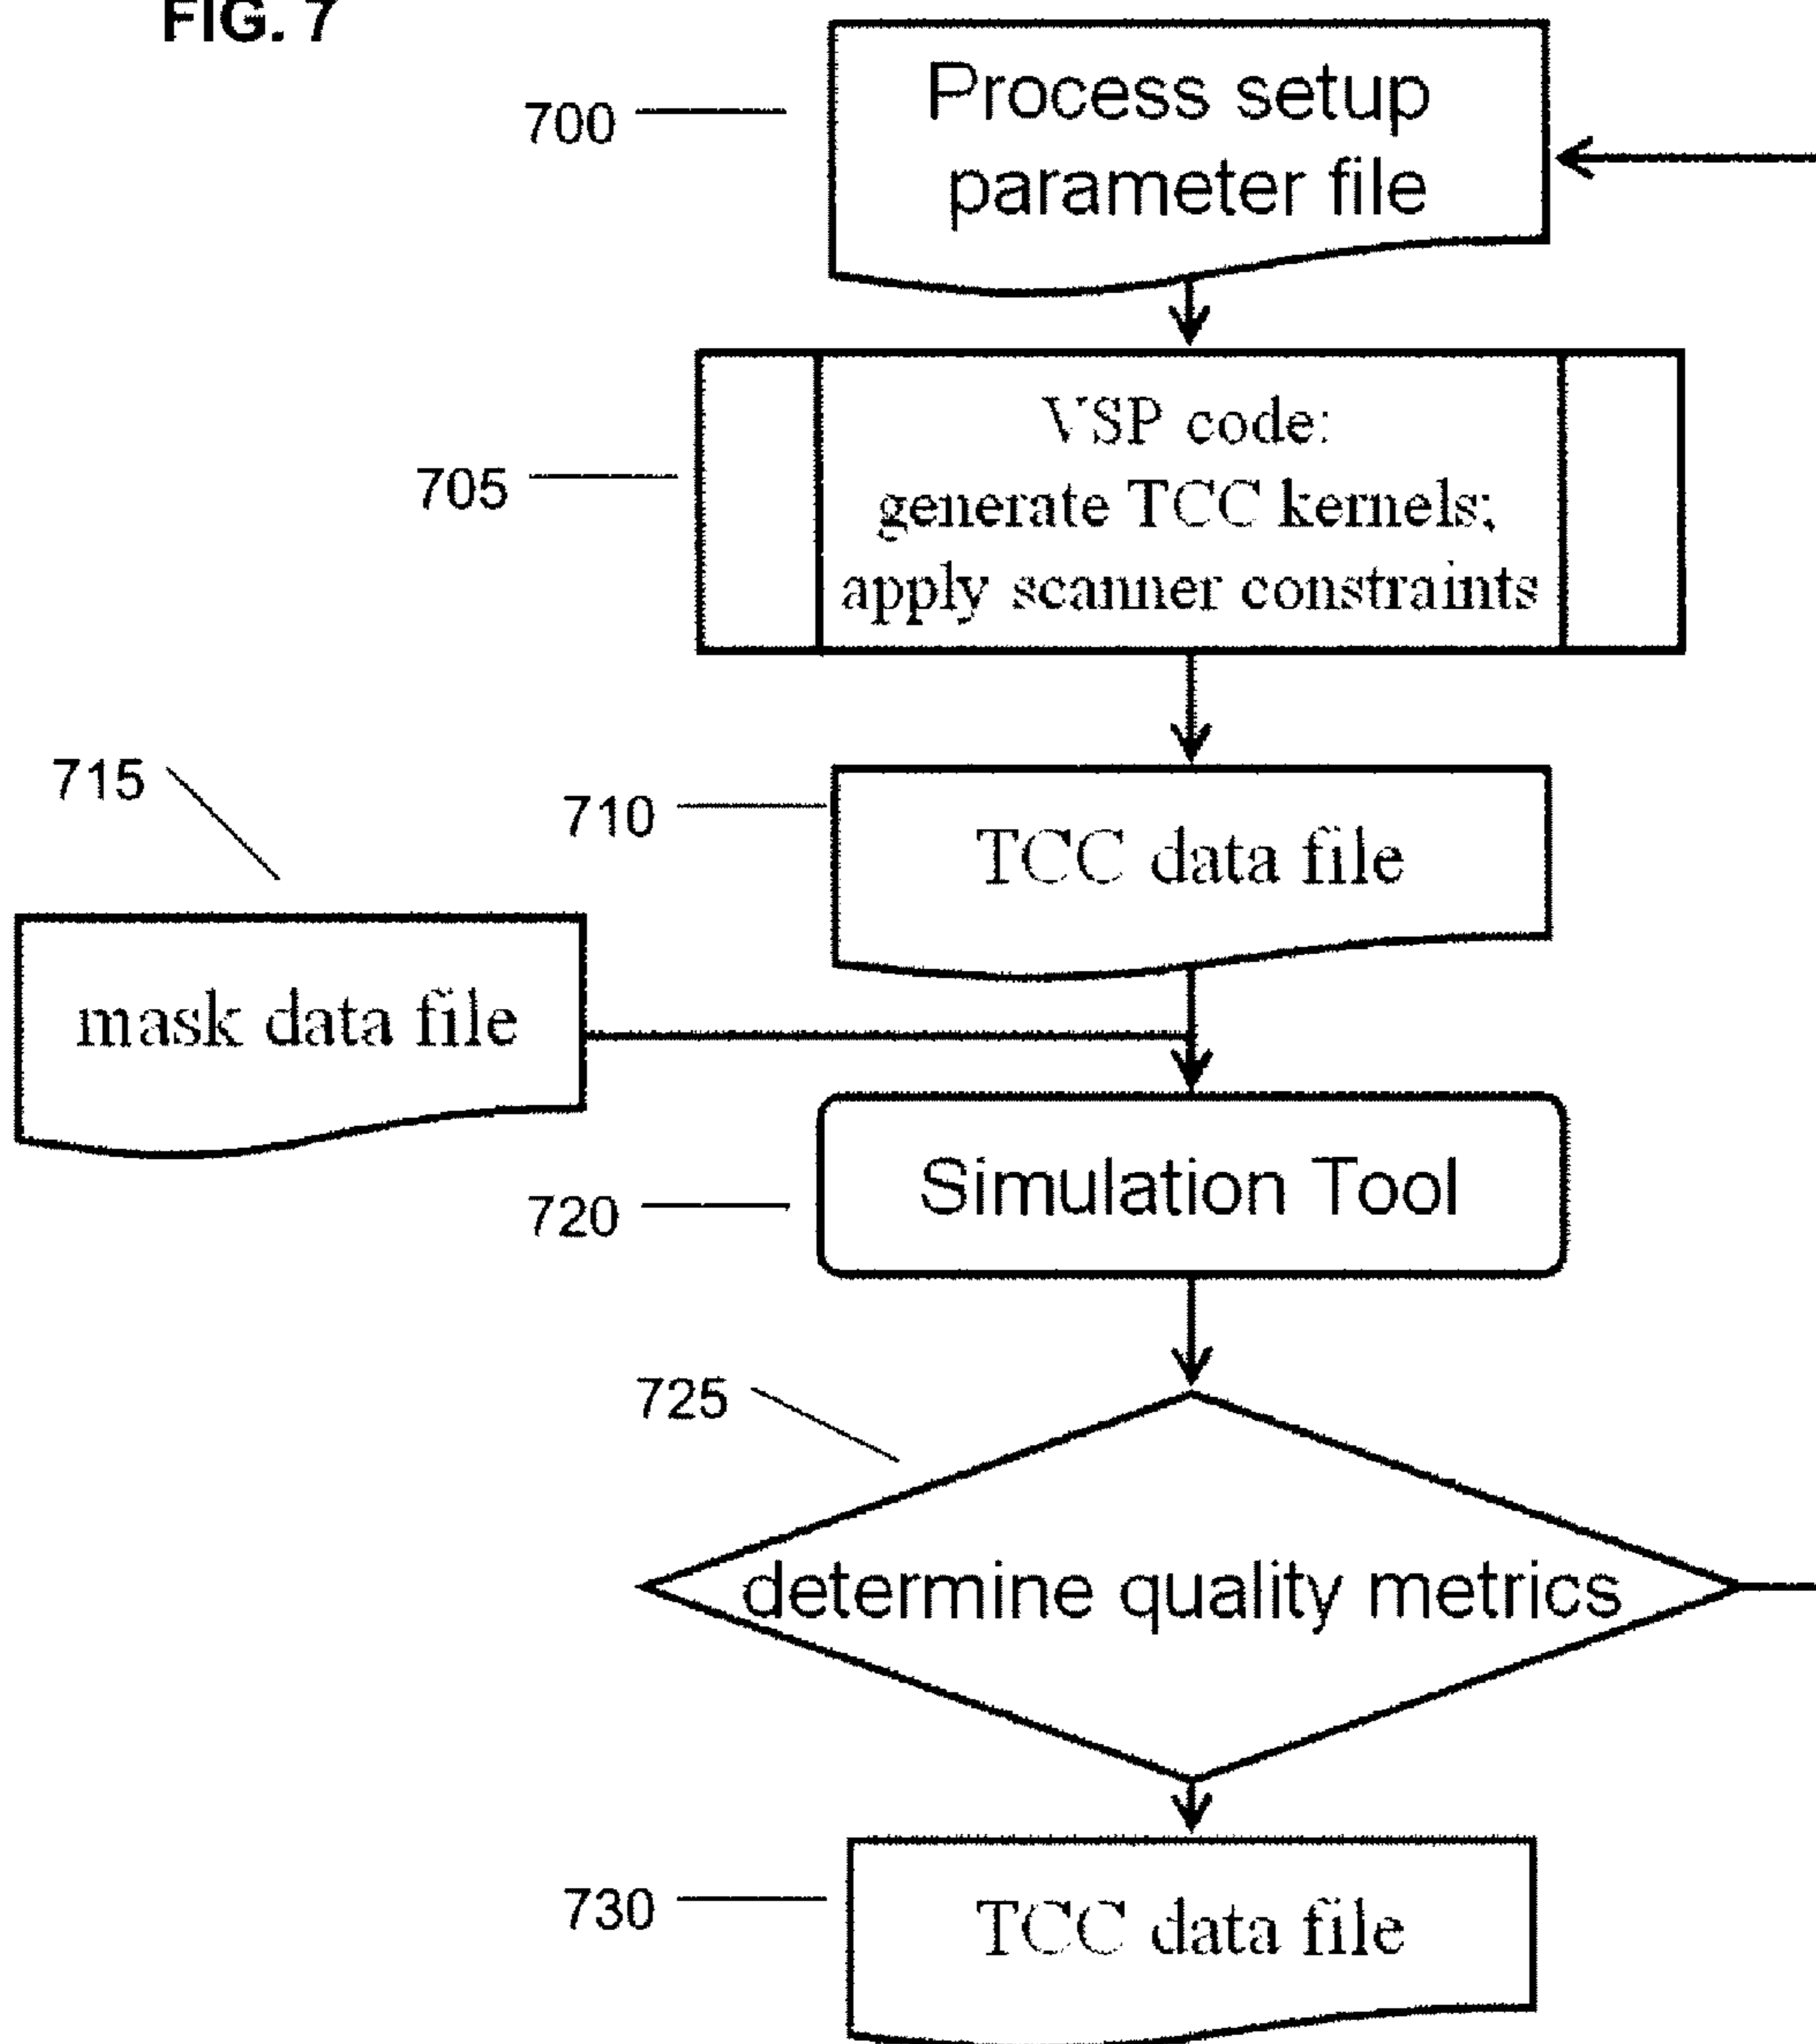 FIG. 7
700
Process setup
parameter file
705
VSP code:
generate TCC kernels;
apply scanner constraints
715
710
TCC data file
mask data file
720
Simulation Tool
725
determine quality metrics
730
TCC data file